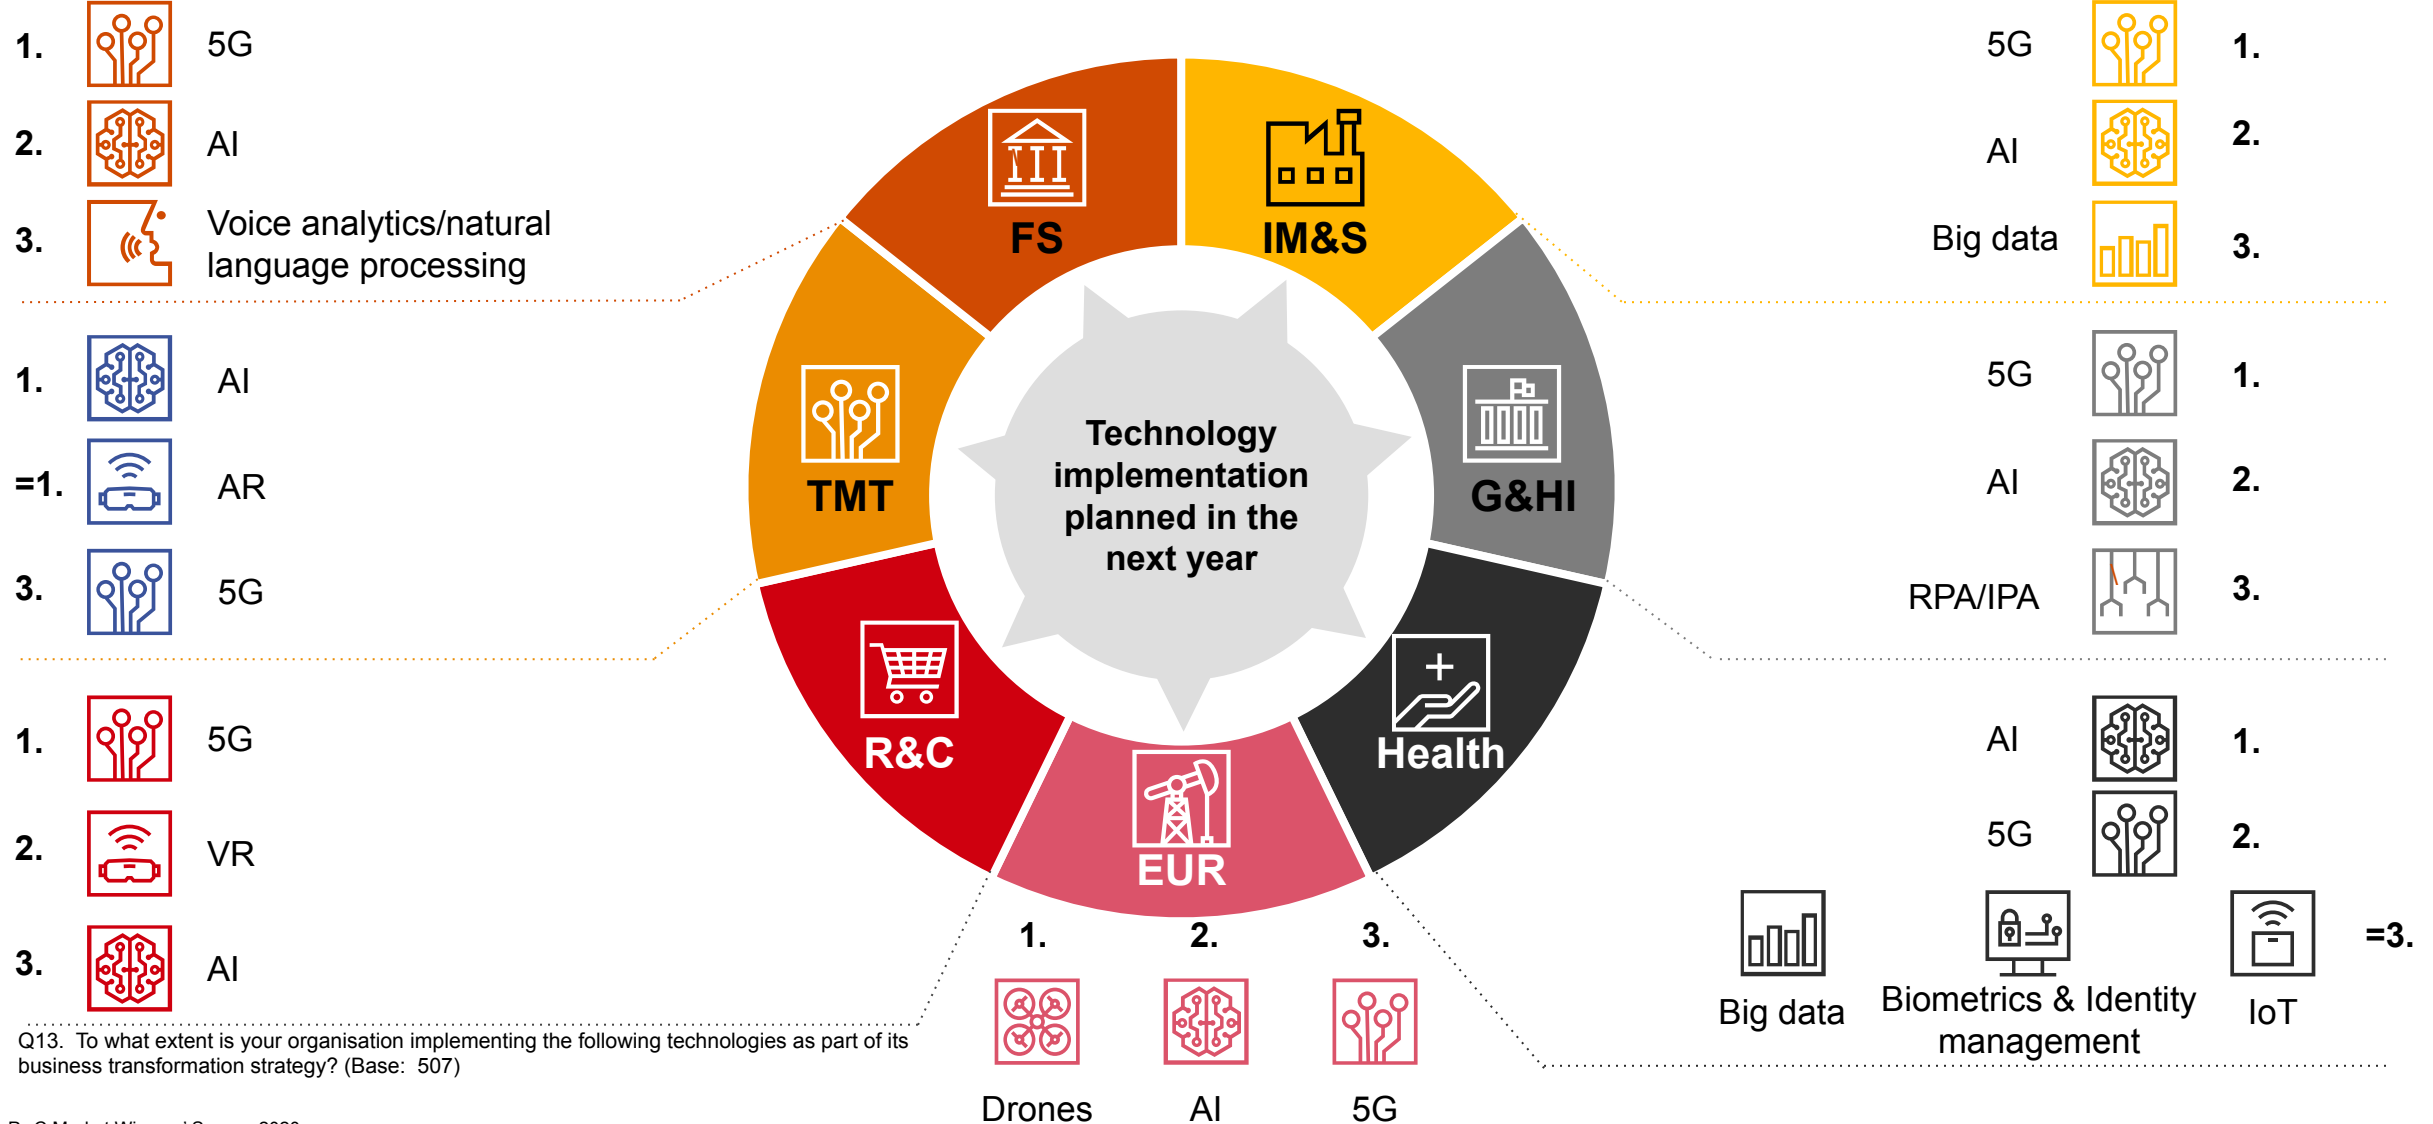 1.
5G
2.
AI
3.
Voice analytics/natural
language processing
1.
AI
=1.
AR
3.
5G
1.
5G
2.
VR
3.
AI
FS
IM&S
TMT
G&HI
R&C
Health
EUR
Technology
implementation
planned in the
next year
5G
1.
AI
2.
Big data
3.
5G
1.
AI
2.
RPA/IPA
3.
AI
1.
5G
2.
=3.
Big data
Biometrics & Identity
management
IoT
1.
2.
3.
Drones
AI
5G
Q13.  To what extent is your organisation implementing the following technologies as part of its
business transformation strategy? (Base:  507)